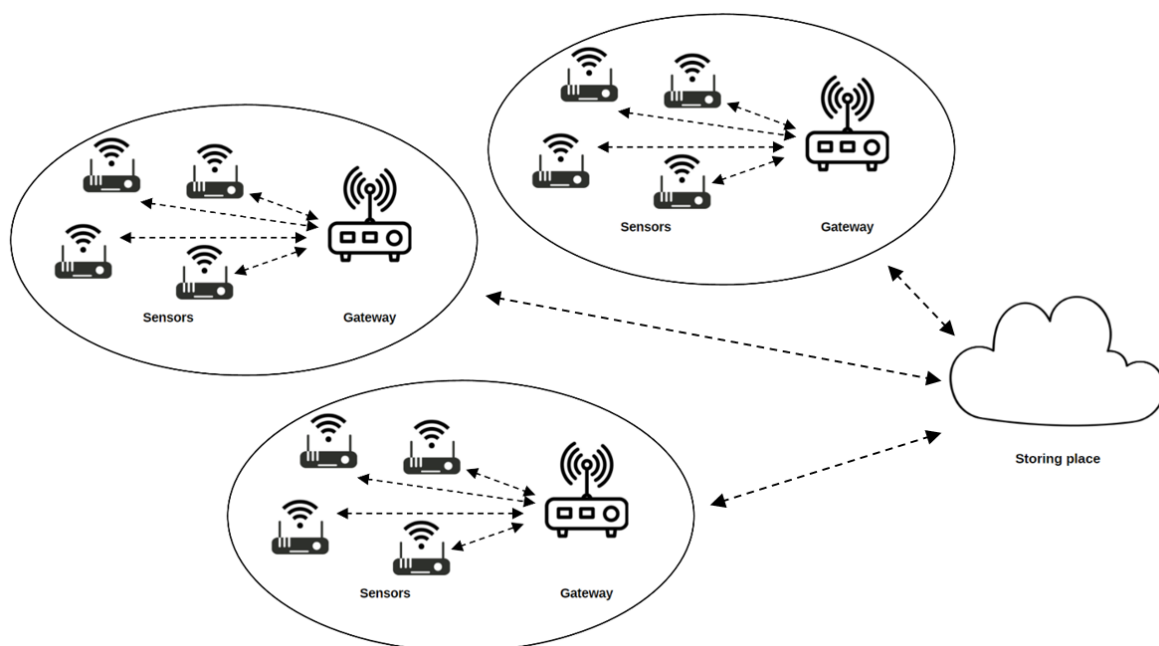 Sensors
Gateway
Sensors
Gateway
Storing place
Sensors
Gateway